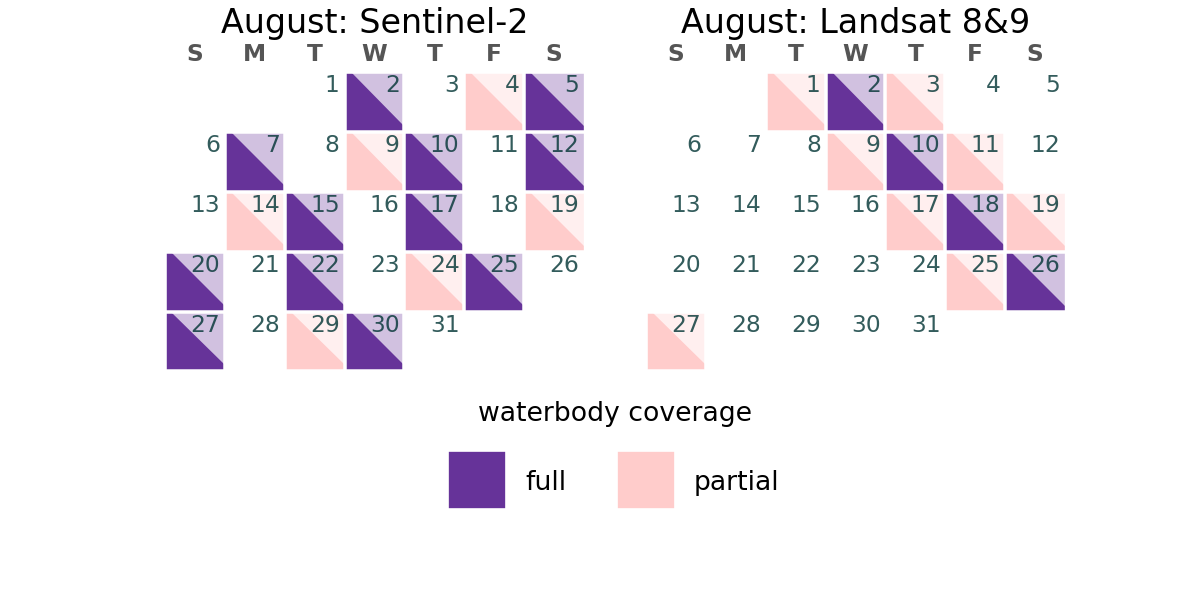 August: Sentinel-2
S M T W T F S
1 2 3 4 5
6 7 8 9 10 11 12
13 14 15 16 17 18 19
20 21 22 23 24 25 26
27 28 29 30 31
August: Landsat 8&9
S M T W T F S
1 2 3 4 5
6 7 8 9 10 11 12
13 14 15 16 17 18 19
20 21 22 23 24 25 26
27 28 29 30 31
waterbody coverage
full
partial